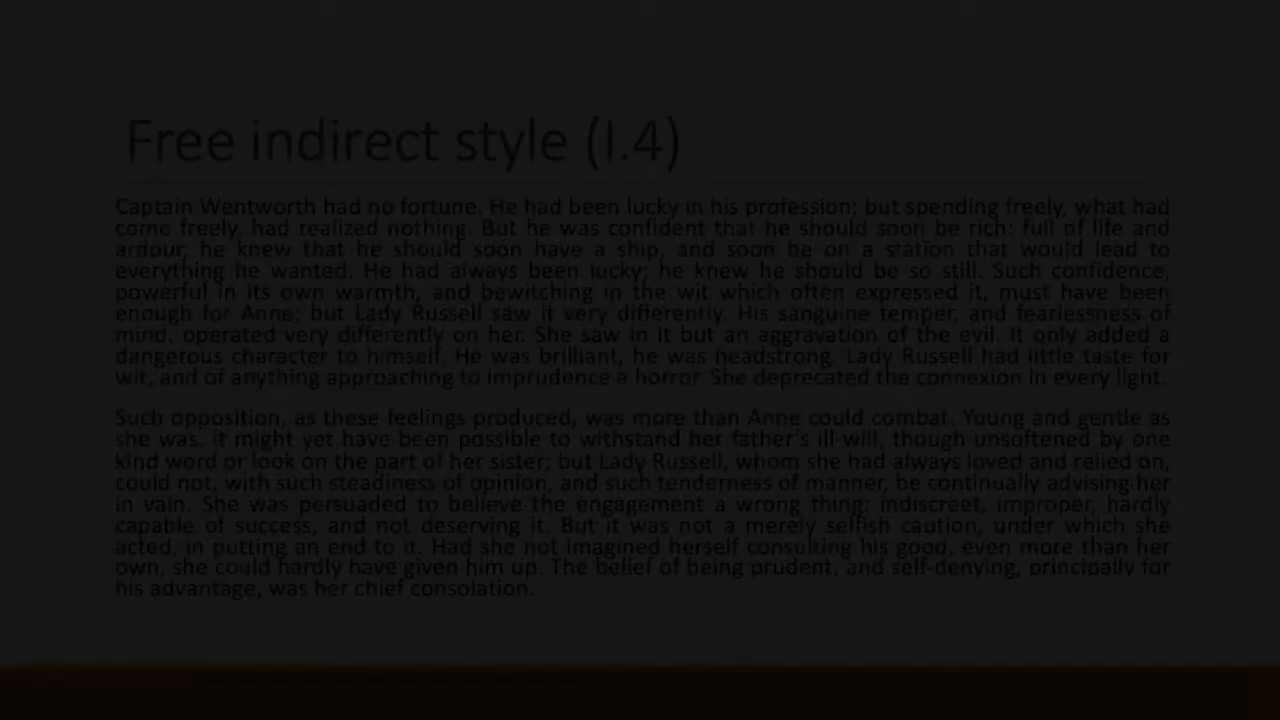 Free indirect style (I.4)
Captain Wentworth had no fortune. He had been lucky in his profession; but spending freely, what had
come freely, had realized nothing. But he was confident that he should soon be rich: full of life and
ardour, he knew that he should soon have a ship, and soon be on a station that would lead to
everything he wanted. He had always been lucky; he knew he should be so still. Such confidence,
powerful in its own warmth, and bewitching in the wit which often expressed it, must have been
enough for Anne; but Lady Russell saw it very differently. His sanguine temper, and fearlessness of
mind, operated very differently on her. She saw in it but an aggravation of the evil. It only added a
dangerous character to himself. He was brilliant, he was headstrong. Lady Russell had little taste for
wit, and of anything approaching to imprudence a horror. She deprecated the connexion in every light.
Such opposition, as these feelings produced, was more than Anne could combat. Young and gentle as
she was, it might yet have been possible to withstand her father's ill-will, though unsoftened by one
kind word or look on the part of her sister; but Lady Russell, whom she had always loved and relied on,
could not, with such steadiness of opinion, and such tenderness of manner, be continually advising her
in vain. She was persuaded to believe the engagement a wrong thing: indiscreet, improper, hardly
capable of success, and not deserving it. But it was not a merely selfish caution, under which she
acted, in putting an end to it. Had she not imagined herself consulting his good, even more than her
own, she could hardly have given him up. The belief of being prudent, and self-denying, principally for
his advantage, was her chief consolation.